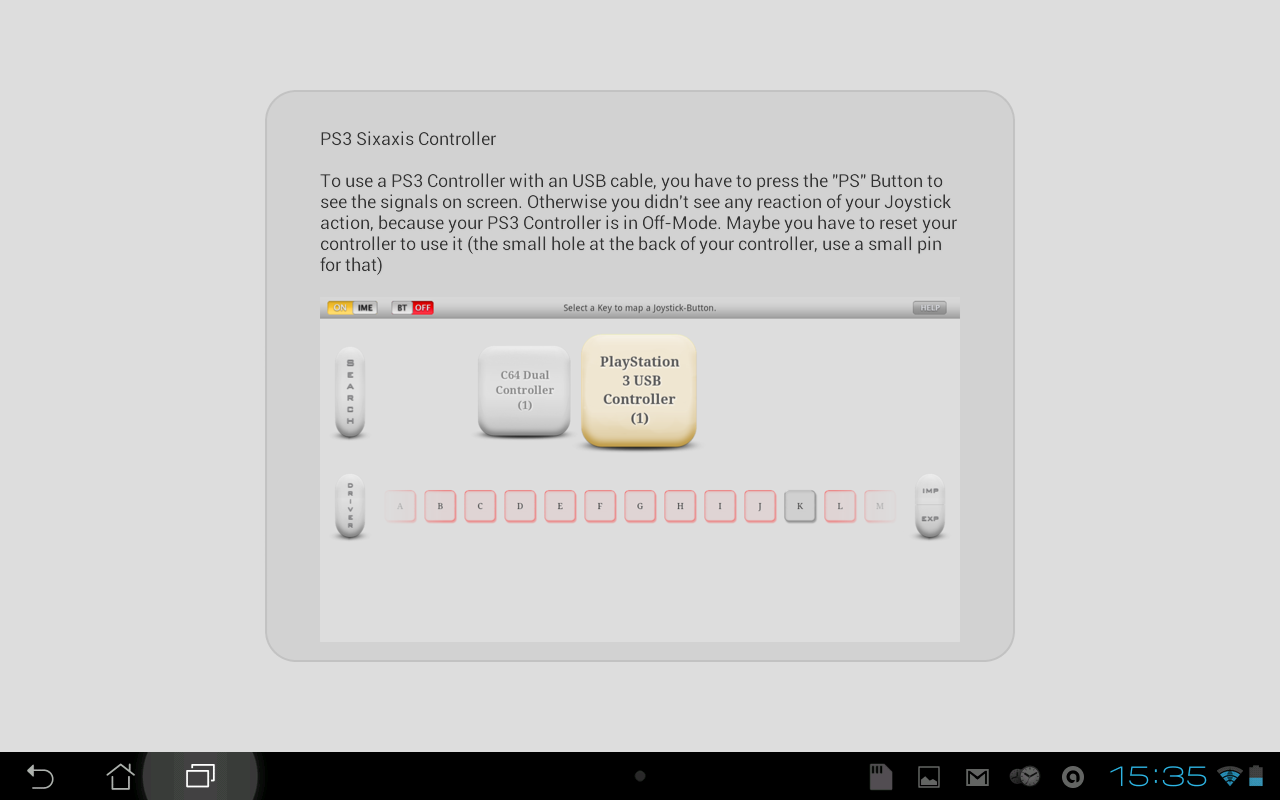 PS3 Sixaxis Controller
To use a PS3 Controller with an USB cable, you have to press the "PS" Button to
see the signals on screen. Otherwise you didn't see any reaction of your Joystick
action, because your PS3 Controller is in Off-Mode. Maybe you have to reset your
controller to use it (the small hole at the back of your controller, use a small pin
for that)
ON IME BT OFF Select a Key to map a Joystick-Button. HELP
SEARCH
C64 Dual
Controller
(1)
PlayStation
3 USB
Controller
(1)
DRIVER
A B C D E F G H I J K L M
IMP
EXP
15:35